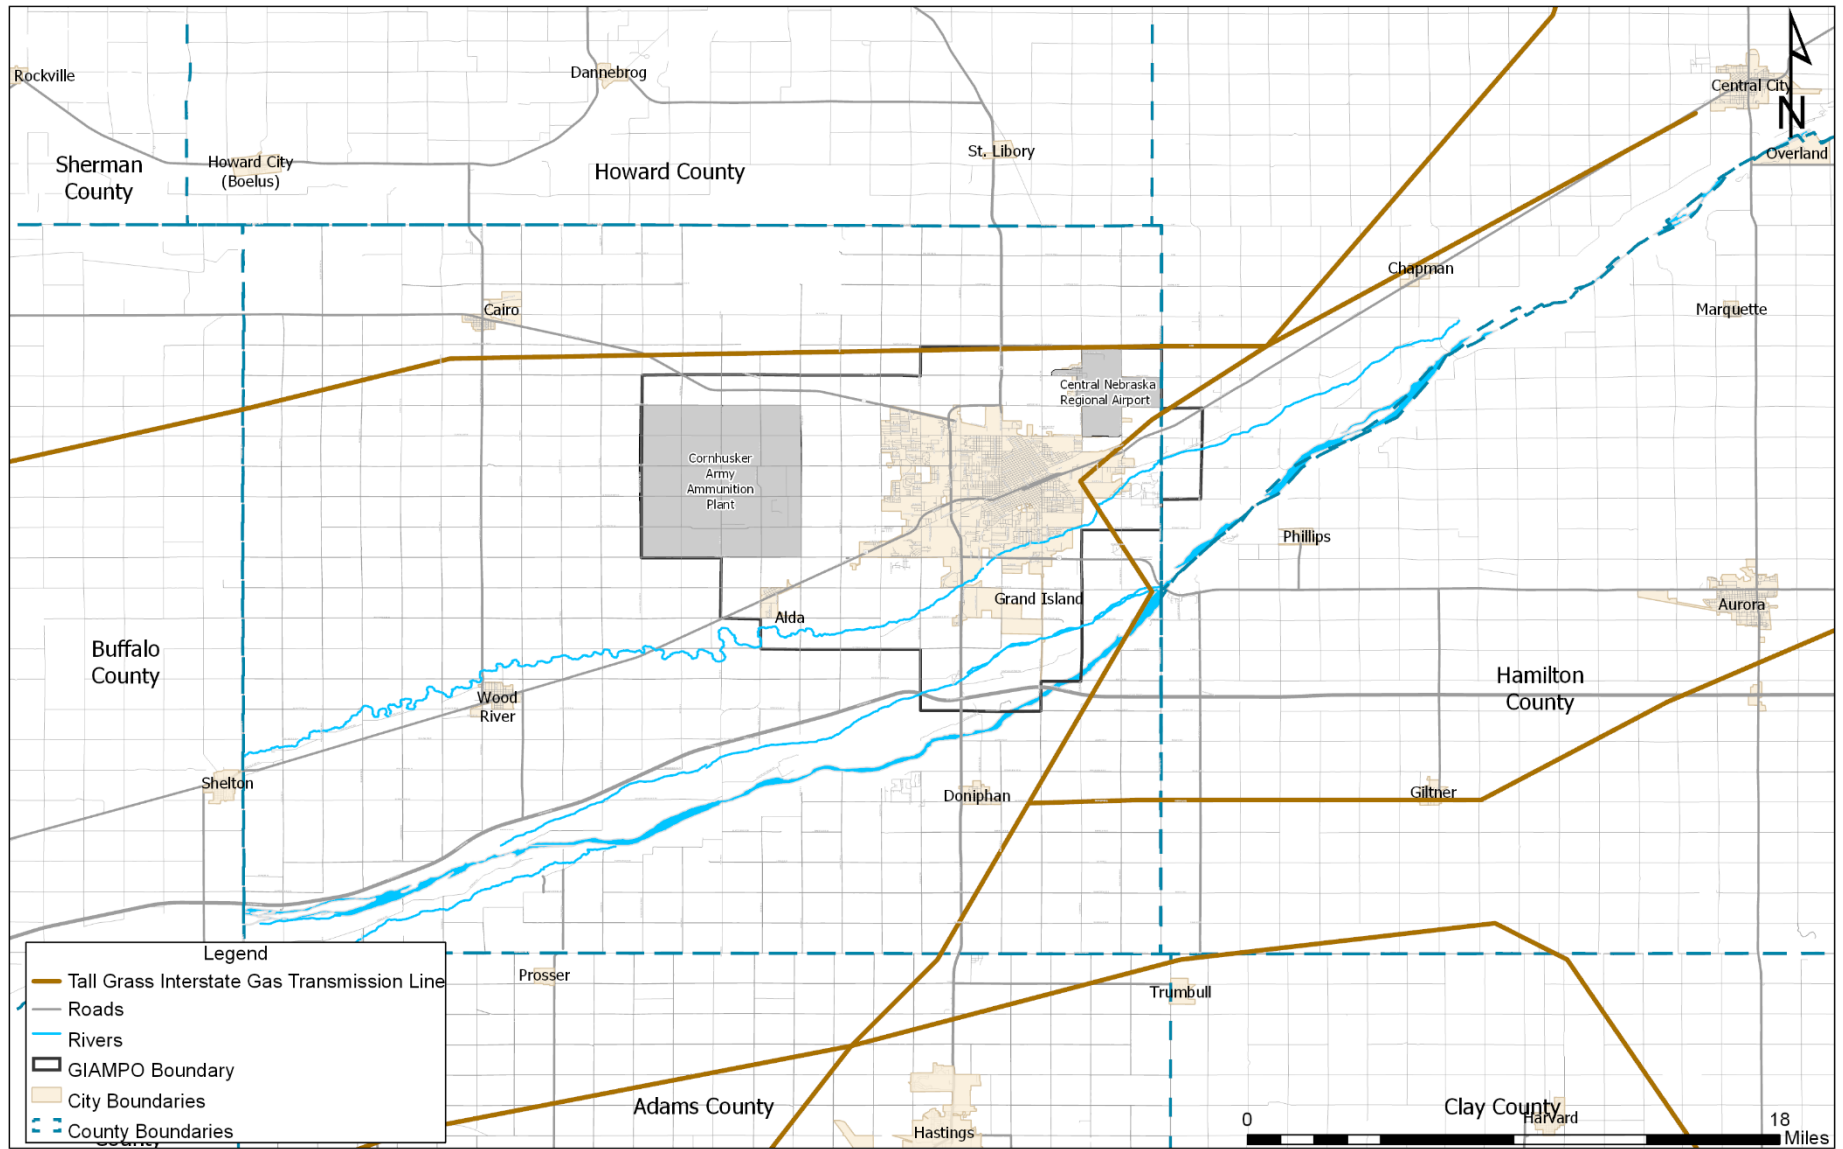 Rockville
Dannebrog
Central City
N
Sherman
County
Howard City
(Boelus)
Howard County
St. Libory
Overland
Chapman
Cairo
Marquette
Central Nebraska
Regional Airport
Cornhusker
Army
Ammunition
Plant
Phillips
Grand Island
Alda
Aurora
Buffalo
County
Wood
River
Hamilton
County
Shelton
Doniphan
Giltner
Legend
Tall Grass Interstate Gas Transmission Line
Roads
Rivers
GIAMPO Boundary
City Boundaries
County Boundaries
County
Prosser
Trumbull
Adams County
Hastings
Clay County
Harvard
0
18
Miles